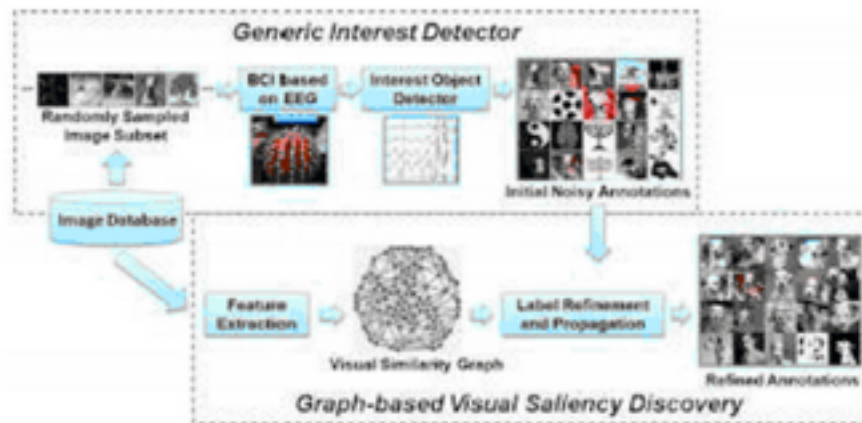 Generic Interest Detector
BCI based
on EEG
Interest Object
Detector
Randomly Sampled
Image Subset
Initial Noisy Annotations
Image Database
Feature
Extraction
Label Refinement
and Propagation
Visual Similarity Graph
Refined Annotations
Graph-based Visual Saliency Discovery